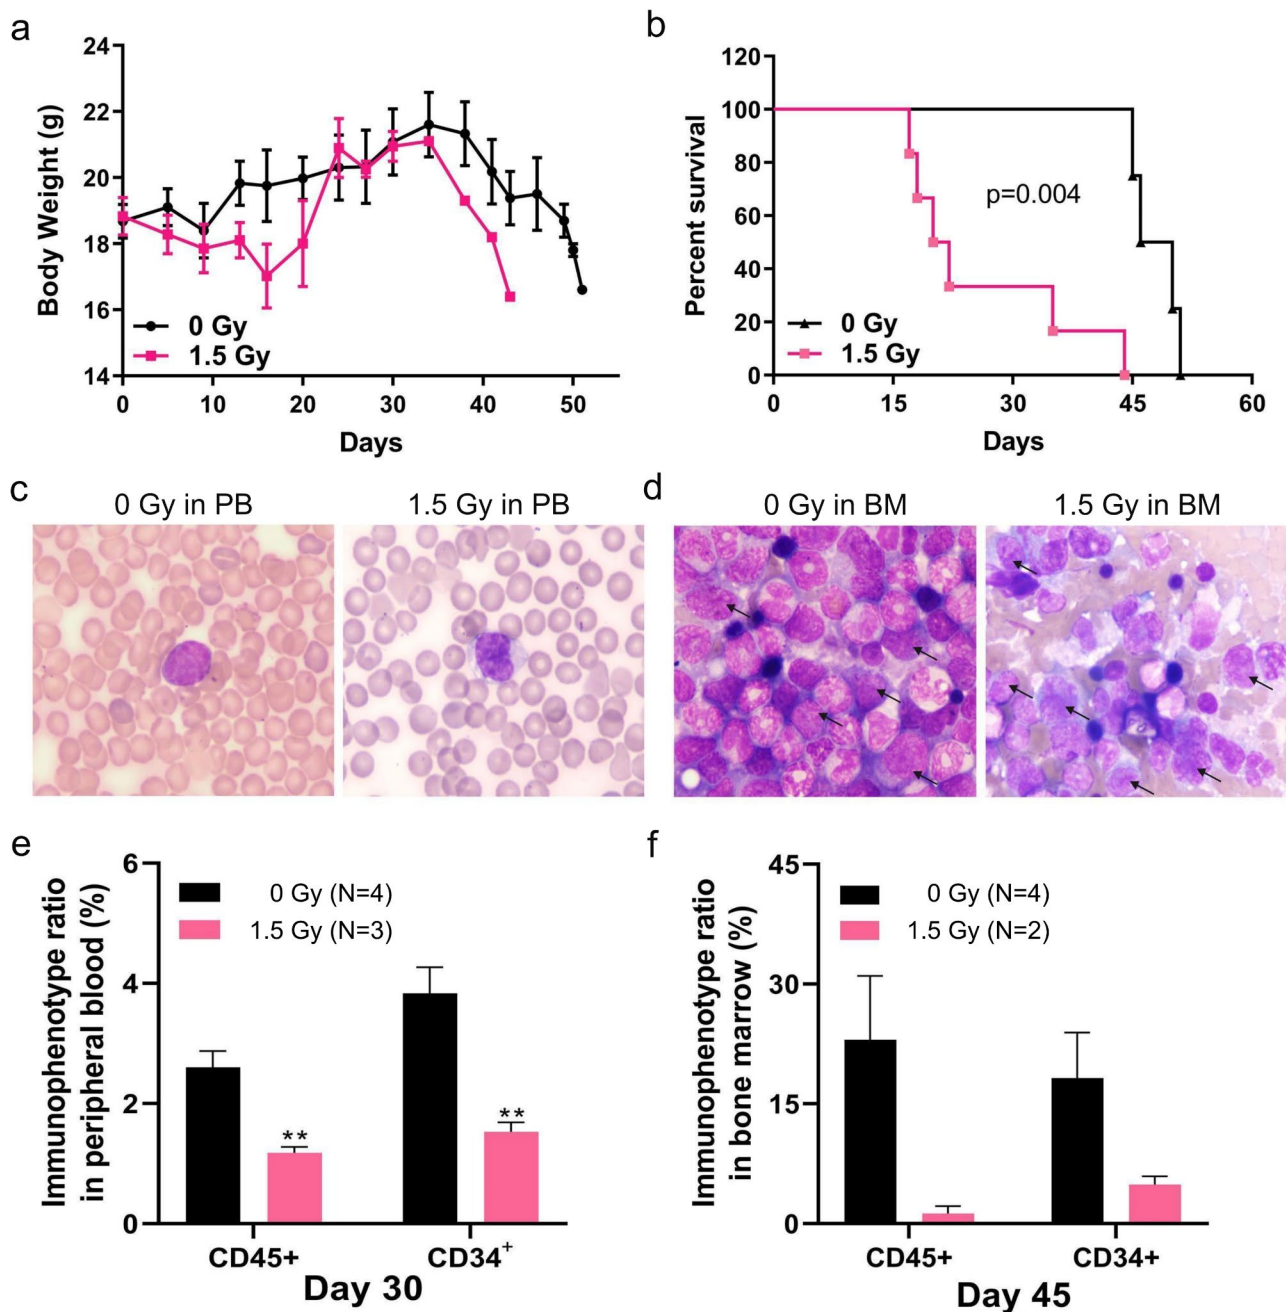 a
24
22
20
18
16
14
Body Weight (g)
0 Gy
1.5 Gy
0 10 20 30 40 50
Days
b
120
100
80
60
40
20
0
Percent survival
p=0.004
0 Gy
1.5 Gy
0 15 30 45 60
Days
c
0 Gy in PB
1.5 Gy in PB
d
0 Gy in BM
1.5 Gy in BM
e
6
4
2
0
Immunophenotype ratio
in peripheral blood (%)
0 Gy (N=4)
1.5 Gy (N=3)
**
**
CD45+ CD34+
Day 30
f
45
30
15
0
Immunophenotype ratio
in bone marrow (%)
0 Gy (N=4)
1.5 Gy (N=2)
CD45+ CD34+
Day 45